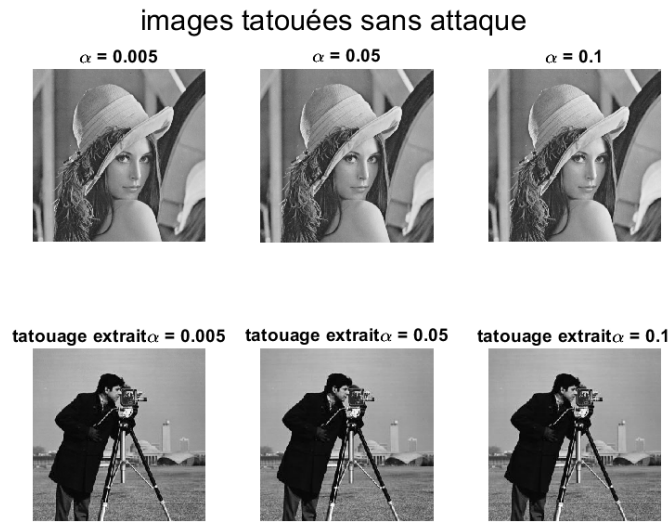 images tatouées sans attaque
α = 0.005 α = 0.05 α = 0.1
tatouage extraitα = 0.005 tatouage extraitα = 0.05 tatouage extraitα = 0.1